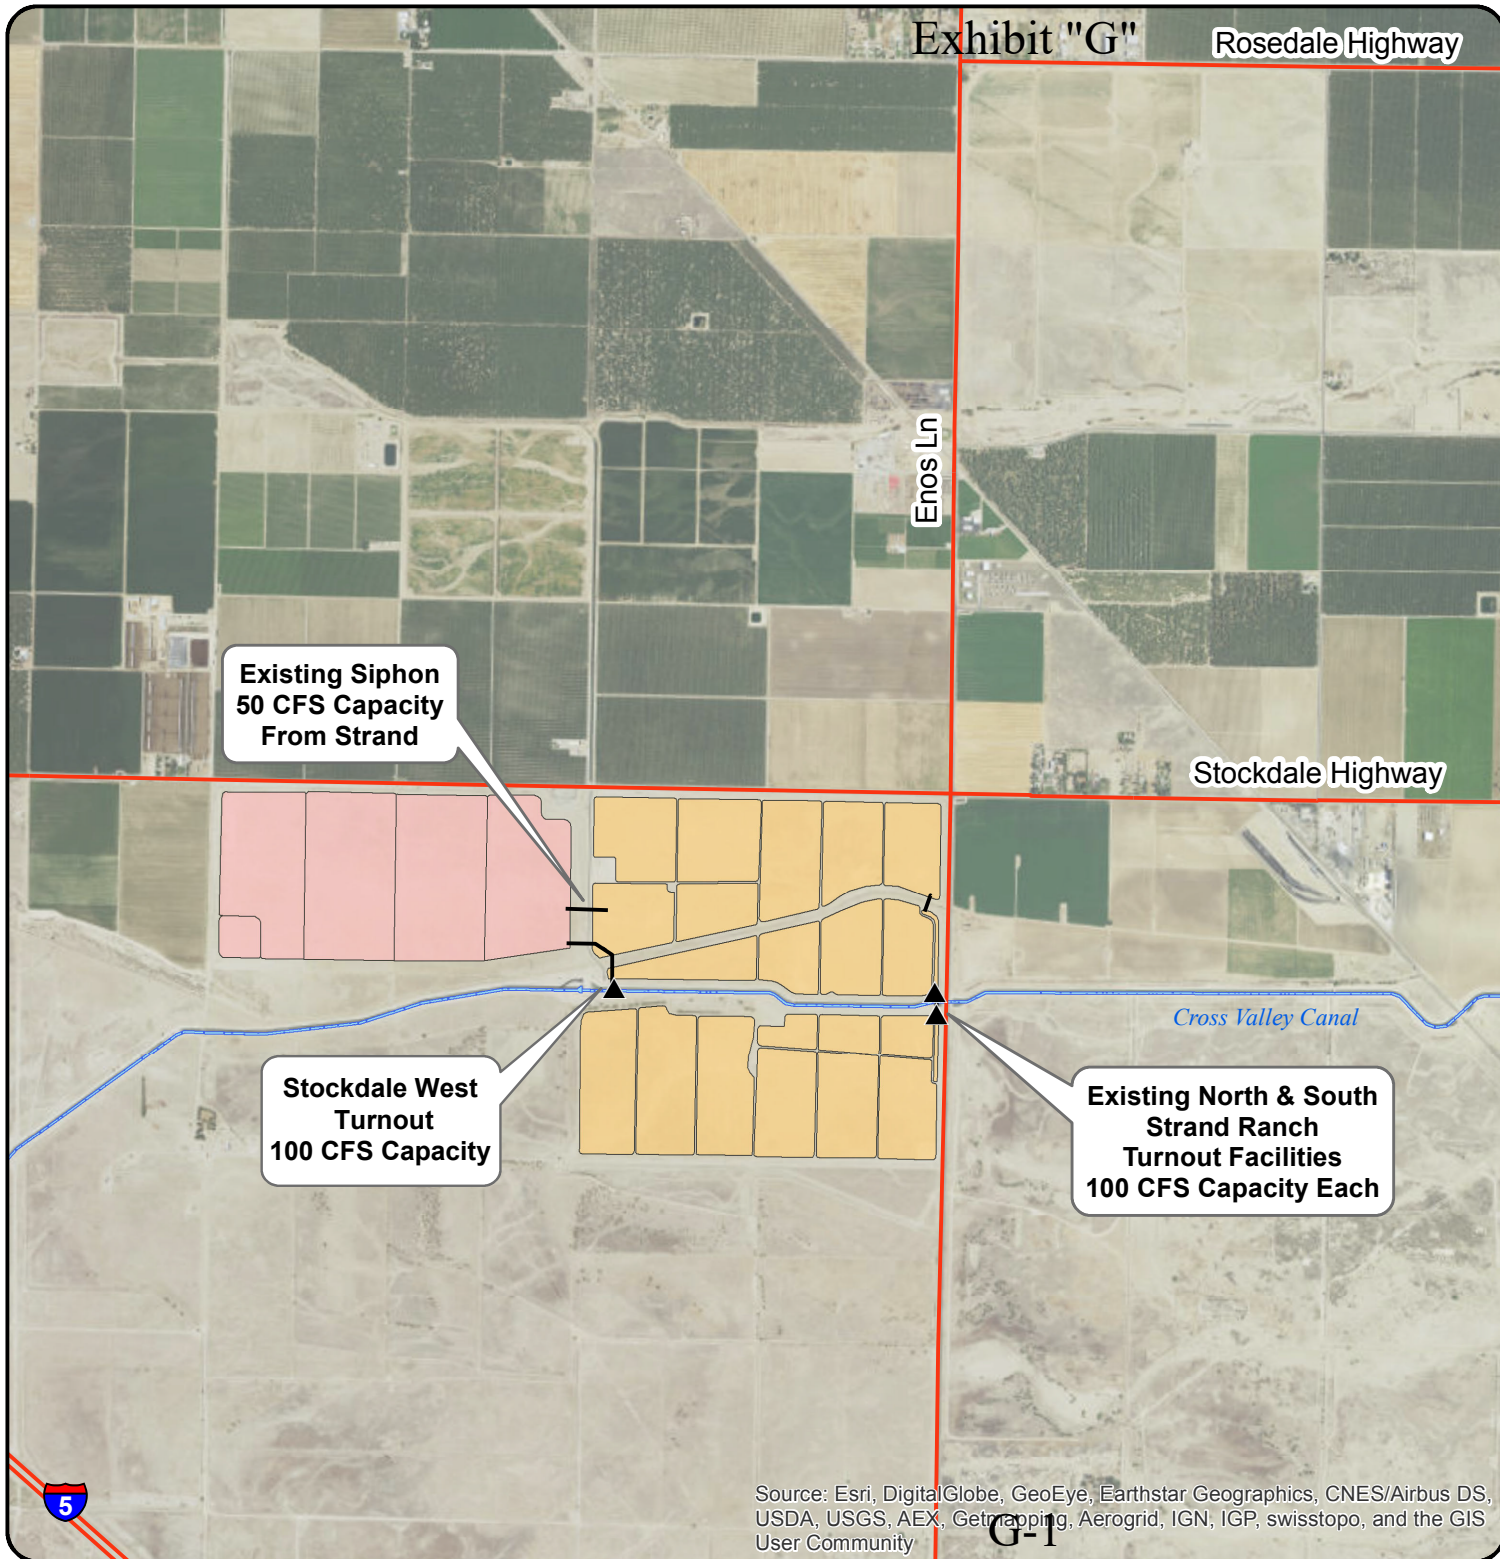 Exhibit "G"
Rosedale Highway
Enos Ln
Existing Siphon
50 CFS Capacity
From Strand
Stockdale Highway
Cross Valley Canal
Stockdale West
Turnout
100 CFS Capacity
Existing North & South
Strand Ranch
Turnout Facilities
100 CFS Capacity Each
5
Source: Esri, DigitalGlobe, GeoEye, Earthstar Geographics, CNES/Airbus DS,
USDA, USGS, AEX, Getmapping, Aerogrid, IGN, IGP, swisstopo, and the GIS
User Community
G-1